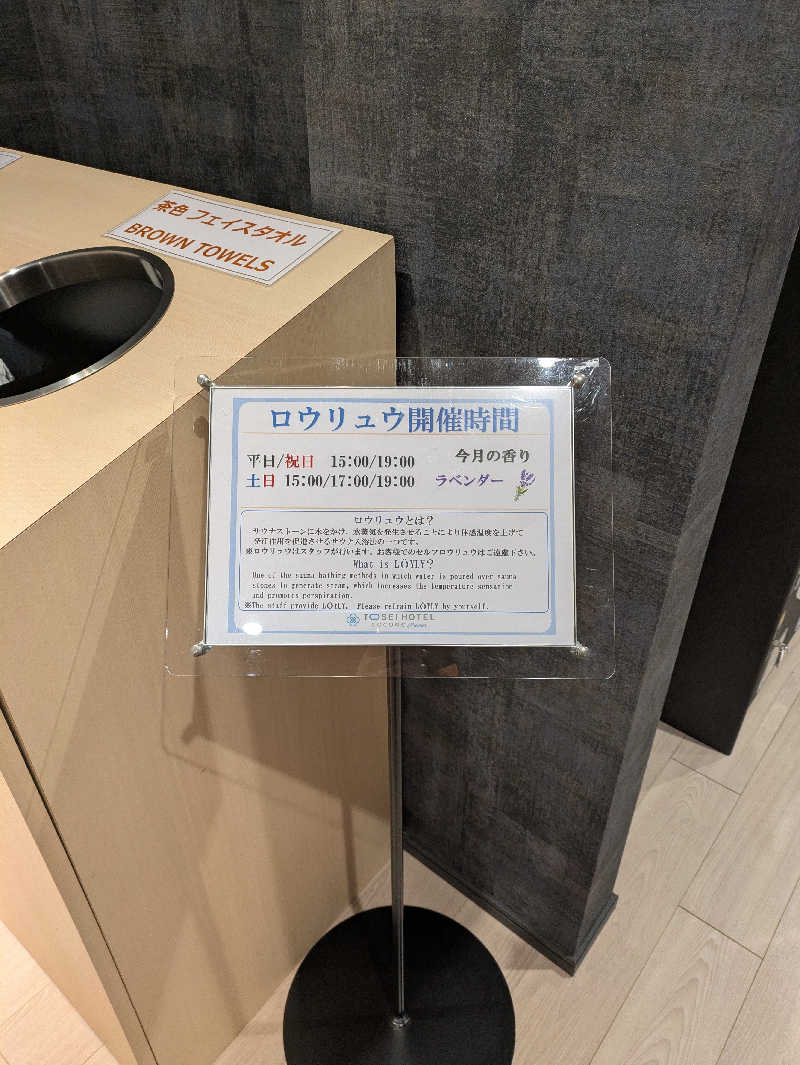 茶色 フェイスタオル
BROWN TOWELS
ロウリュウ開催時間
平日/祝日 15:00/19:00
土日 15:00/17:00/19:00
今月の香り
ラベンダー
ロウリュウとは？
サウナストーンに水をかけ、水蒸気を発生させることにより体感温度を上げて
発汗作用を促進させるサウナ入浴法の一つです。
※ロウリュウはスタッフが行います。お客様でのセルフロウリュウはご遠慮下さい。
What is LÖYLY?
One of the sauna bathing methods in which water is poured over sauna
stones to generate steam, which increases the temperature sensation
and promotes perspiration.
※The staff provide LÖYLY. Please refrain LÖYLY by yourself.
TOSEI HOTEL
COCONE